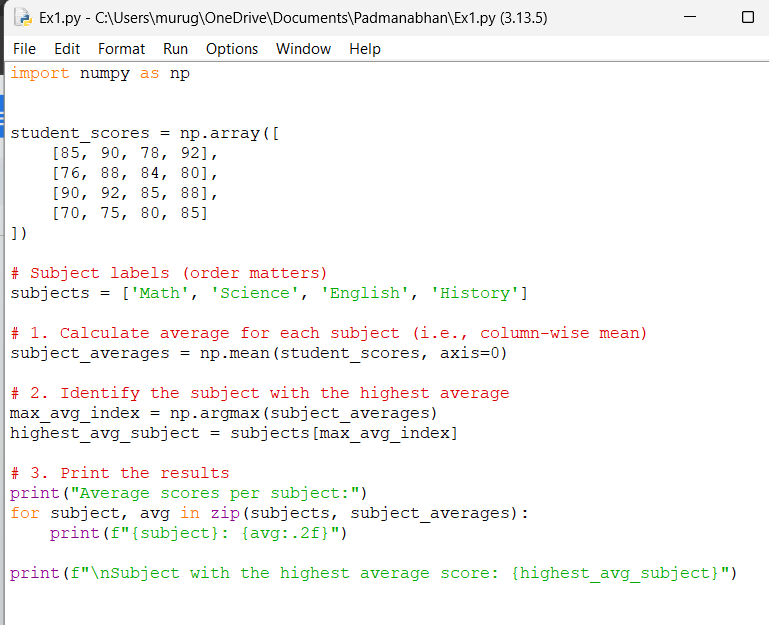 Ex1.py - C:\Users\murug\OneDrive\Documents\Padmanabhan\Ex1.py (3.13.5)
File Edit Format Run Options Window Help
import numpy as np
student_scores = np.array([
    [85, 90, 78, 92],
    [76, 88, 84, 80],
    [90, 92, 85, 88],
    [70, 75, 80, 85]
])
# Subject labels (order matters)
subjects = ['Math', 'Science', 'English', 'History']
# 1. Calculate average for each subject (i.e., column-wise mean)
subject_averages = np.mean(student_scores, axis=0)
# 2. Identify the subject with the highest average
max_avg_index = np.argmax(subject_averages)
highest_avg_subject = subjects[max_avg_index]
# 3. Print the results
print("Average scores per subject:")
for subject, avg in zip(subjects, subject_averages):
    print(f"{subject}: {avg:.2f}")
print(f"\nSubject with the highest average score: {highest_avg_subject}")